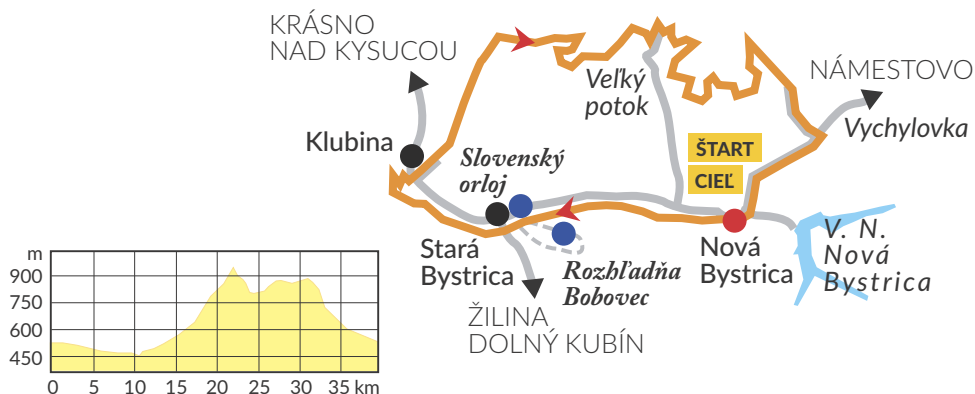 KRÁSNO
NAD KYSUCOU
Klubina
Slovenský
orloj
Stará
Bystrica
Veľký
potok
NÁMESTOVO
Vychylovka
ŠTART
CIEĽ
Nová
Bystrica
V. N.
Nová
Bystrica
Rozhľadňa
Bobovec
ŽILINA
DOLNÝ KUBÍN
m
900
750
600
450
0 5 10 15 20 25 30 35 km